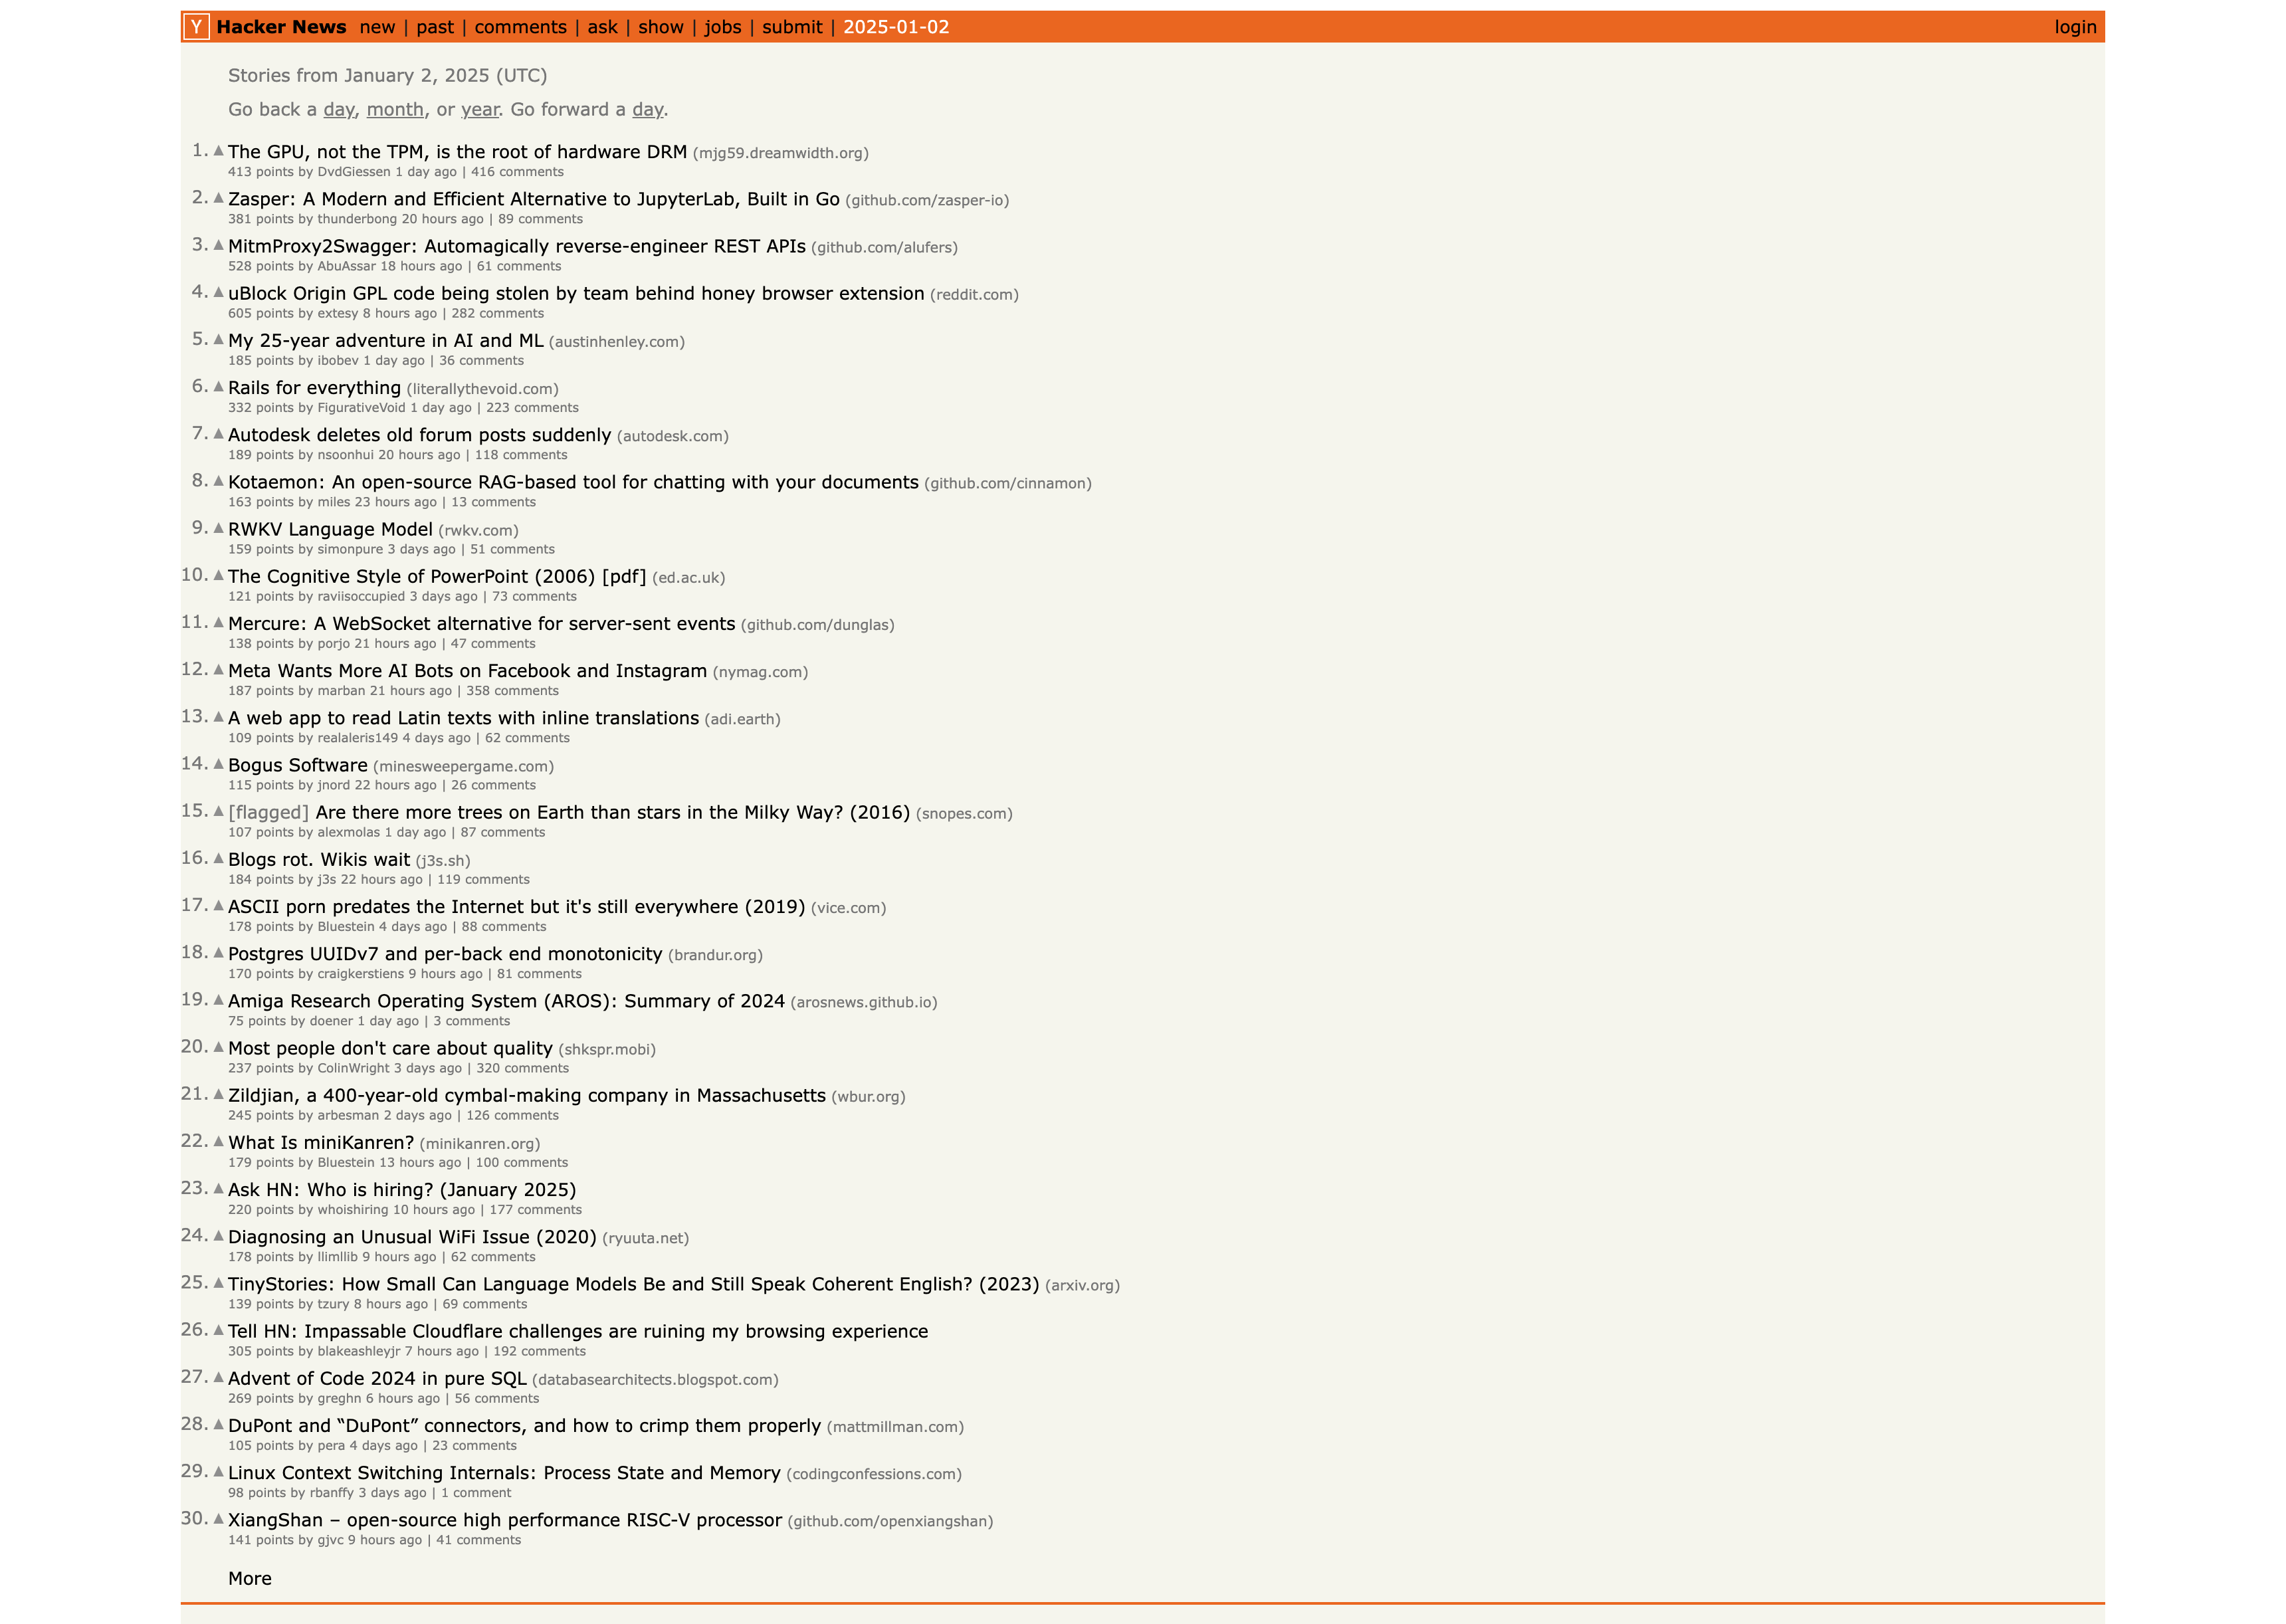 Y Hacker News new | past | comments | ask | show | jobs | submit | 2025-01-02 login
Stories from January 2, 2025 (UTC)
Go back a day, month, or year. Go forward a day.
1. ▲ The GPU, not the TPM, is the root of hardware DRM (mjg59.dreamwidth.org)
413 points by DvdGiessen 1 day ago | 416 comments
2. ▲ Zasper: A Modern and Efficient Alternative to JupyterLab, Built in Go (github.com/zasper-io)
381 points by thunderbong 20 hours ago | 89 comments
3. ▲ MitmProxy2Swagger: Automagically reverse-engineer REST APIs (github.com/alufers)
528 points by AbuAssar 18 hours ago | 61 comments
4. ▲ uBlock Origin GPL code being stolen by team behind honey browser extension (reddit.com)
605 points by extesy 8 hours ago | 282 comments
5. ▲ My 25-year adventure in AI and ML (austinhenley.com)
185 points by ibobev 1 day ago | 36 comments
6. ▲ Rails for everything (literallythevoid.com)
332 points by FigurativeVoid 1 day ago | 223 comments
7. ▲ Autodesk deletes old forum posts suddenly (autodesk.com)
189 points by nsoonhui 20 hours ago | 118 comments
8. ▲ Kotaemon: An open-source RAG-based tool for chatting with your documents (github.com/cinnamon)
163 points by miles 23 hours ago | 13 comments
9. ▲ RWKV Language Model (rwkv.com)
159 points by simonpure 3 days ago | 51 comments
10. ▲ The Cognitive Style of PowerPoint (2006) [pdf] (ed.ac.uk)
121 points by raviisoccupied 3 days ago | 73 comments
11. ▲ Mercure: A WebSocket alternative for server-sent events (github.com/dunglas)
138 points by porjo 21 hours ago | 47 comments
12. ▲ Meta Wants More AI Bots on Facebook and Instagram (nymag.com)
187 points by marban 21 hours ago | 358 comments
13. ▲ A web app to read Latin texts with inline translations (adi.earth)
109 points by realaleris149 4 days ago | 62 comments
14. ▲ Bogus Software (minesweepergame.com)
115 points by jnord 22 hours ago | 26 comments
15. ▲ [flagged] Are there more trees on Earth than stars in the Milky Way? (2016) (snopes.com)
107 points by alexmolas 1 day ago | 87 comments
16. ▲ Blogs rot. Wikis wait (j3s.sh)
184 points by j3s 22 hours ago | 119 comments
17. ▲ ASCII porn predates the Internet but it's still everywhere (2019) (vice.com)
178 points by Bluestein 4 days ago | 88 comments
18. ▲ Postgres UUIDv7 and per-back end monotonicity (brandur.org)
170 points by craigkerstiens 9 hours ago | 81 comments
19. ▲ Amiga Research Operating System (AROS): Summary of 2024 (arosnews.github.io)
75 points by doener 1 day ago | 3 comments
20. ▲ Most people don't care about quality (shkspr.mobi)
237 points by ColinWright 3 days ago | 320 comments
21. ▲ Zildjian, a 400-year-old cymbal-making company in Massachusetts (wbur.org)
245 points by arbesman 2 days ago | 126 comments
22. ▲ What Is miniKanren? (minikanren.org)
179 points by Bluestein 13 hours ago | 100 comments
23. ▲ Ask HN: Who is hiring? (January 2025)
220 points by whoishiring 10 hours ago | 177 comments
24. ▲ Diagnosing an Unusual WiFi Issue (2020) (ryuuta.net)
178 points by llimllib 9 hours ago | 62 comments
25. ▲ TinyStories: How Small Can Language Models Be and Still Speak Coherent English? (2023) (arxiv.org)
139 points by tzury 8 hours ago | 69 comments
26. ▲ Tell HN: Impassable Cloudflare challenges are ruining my browsing experience
305 points by blakeashleyjr 7 hours ago | 192 comments
27. ▲ Advent of Code 2024 in pure SQL (databasearchitects.blogspot.com)
269 points by greghn 6 hours ago | 56 comments
28. ▲ DuPont and “DuPont” connectors, and how to crimp them properly (mattmillman.com)
105 points by pera 4 days ago | 23 comments
29. ▲ Linux Context Switching Internals: Process State and Memory (codingconfessions.com)
98 points by rbanffy 3 days ago | 1 comment
30. ▲ XiangShan – open-source high performance RISC-V processor (github.com/openxiangshan)
141 points by gjvc 9 hours ago | 41 comments
More